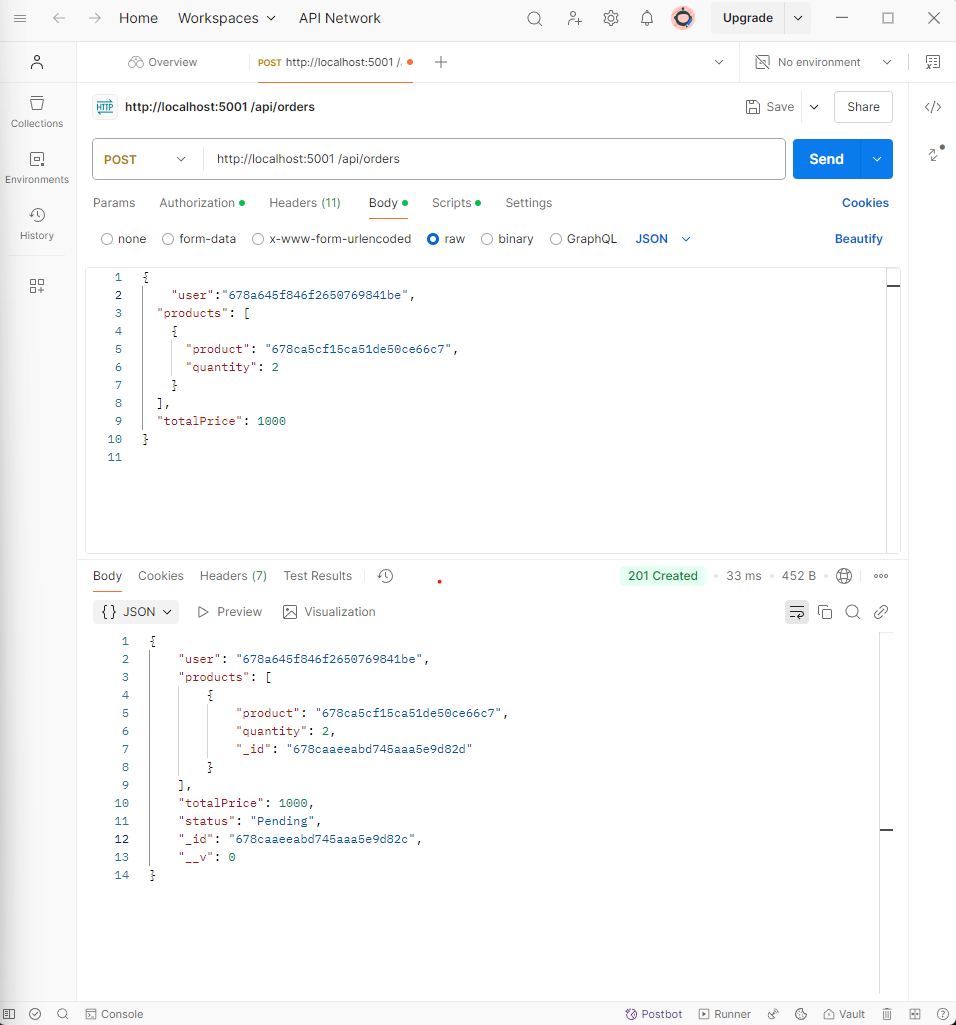 Home Workspaces API Network Upgrade
Overview POST http://localhost:5001 /. No environment
HTTP http://localhost:5001 /api/orders Save Share
Collections
Environments
History
POST http://localhost:5001 /api/orders Send
Params Authorization Headers (11) Body Scripts Settings Cookies
none form-data x-www-form-urlencoded raw binary GraphQL JSON Beautify
1 {
2 "user":"678a645f846f2650769841be",
3 "products": [
4 {
5 "product": "678ca5cf15ca51de50ce66c7",
6 "quantity": 2
7 }
8 ],
9 "totalPrice": 1000
10 }
11
Body Cookies Headers (7) Test Results 201 Created 33 ms 452 B
{} JSON Preview Visualization
1 {
2 "user": "678a645f846f2650769841be",
3 "products": [
4 {
5 "product": "678ca5cf15ca51de50ce66c7",
6 "quantity": 2,
7 "_id": "678caaeeabd745aaa5e9d82d"
8 }
9 ],
10 "totalPrice": 1000,
11 "status": "Pending",
12 "_id": "678caaeeabd745aaa5e9d82c",
13 "__v": 0
14 }
Console Postbot Runner Vault